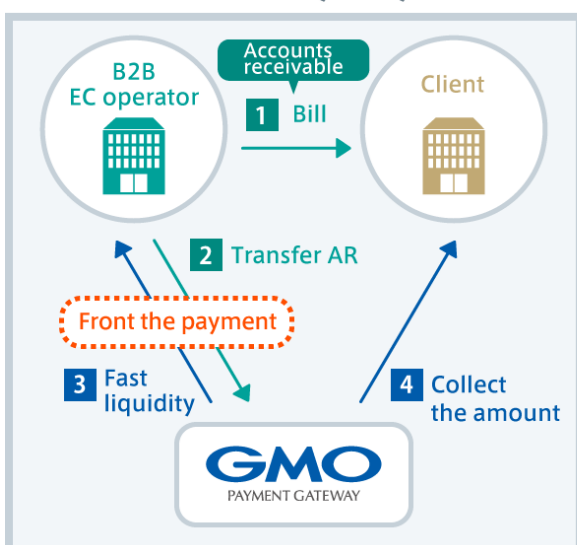 B2B
EC operator
Accounts
receivable
1 Bill
Client
2 Transfer AR
Front the payment
3 Fast
liquidity
4 Collect
the amount
GMO
PAYMENT GATEWAY